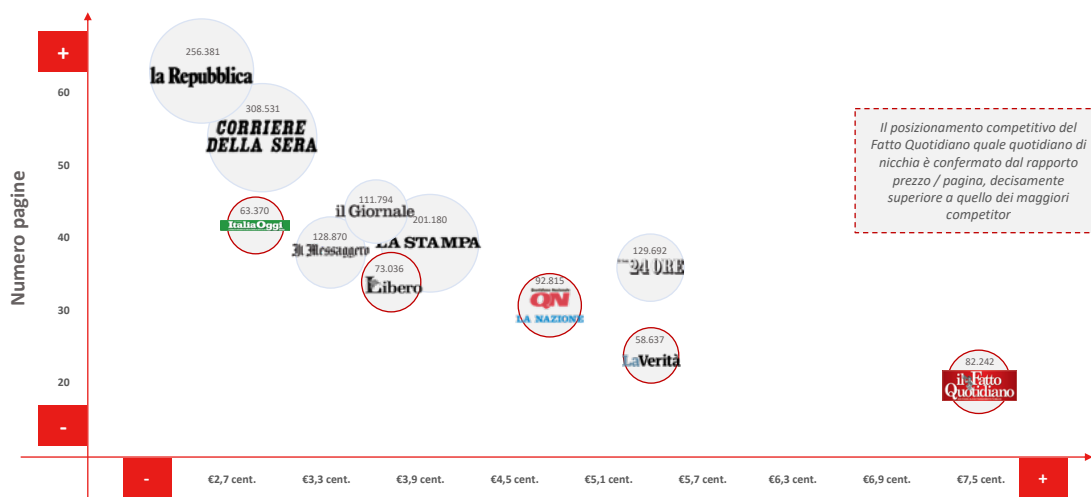 +
Numero pagine
60
50
40
30
20
-
256.381
la Repubblica
308.531
CORRIERE
DELLA SERA
63.370
ItaliaOggi
111.794
il Giornale
128.870
Il Messaggero
201.180
LA STAMPA
73.036
Libero
92.815
Quotidiano Nazionale
QN
LA NAZIONE
129.692
24 ORE
58.637
LaVerità
82.242
il Fatto
Quotidiano
Il posizionamento competitivo del
Fatto Quotidiano quale quotidiano di
nicchia è confermato dal rapporto
prezzo / pagina, decisamente
superiore a quello dei maggiori
competitor
-
€2,7 cent.
€3,3 cent.
€3,9 cent.
€4,5 cent.
€5,1 cent.
€5,7 cent.
€6,3 cent.
€6,9 cent.
€7,5 cent.
+